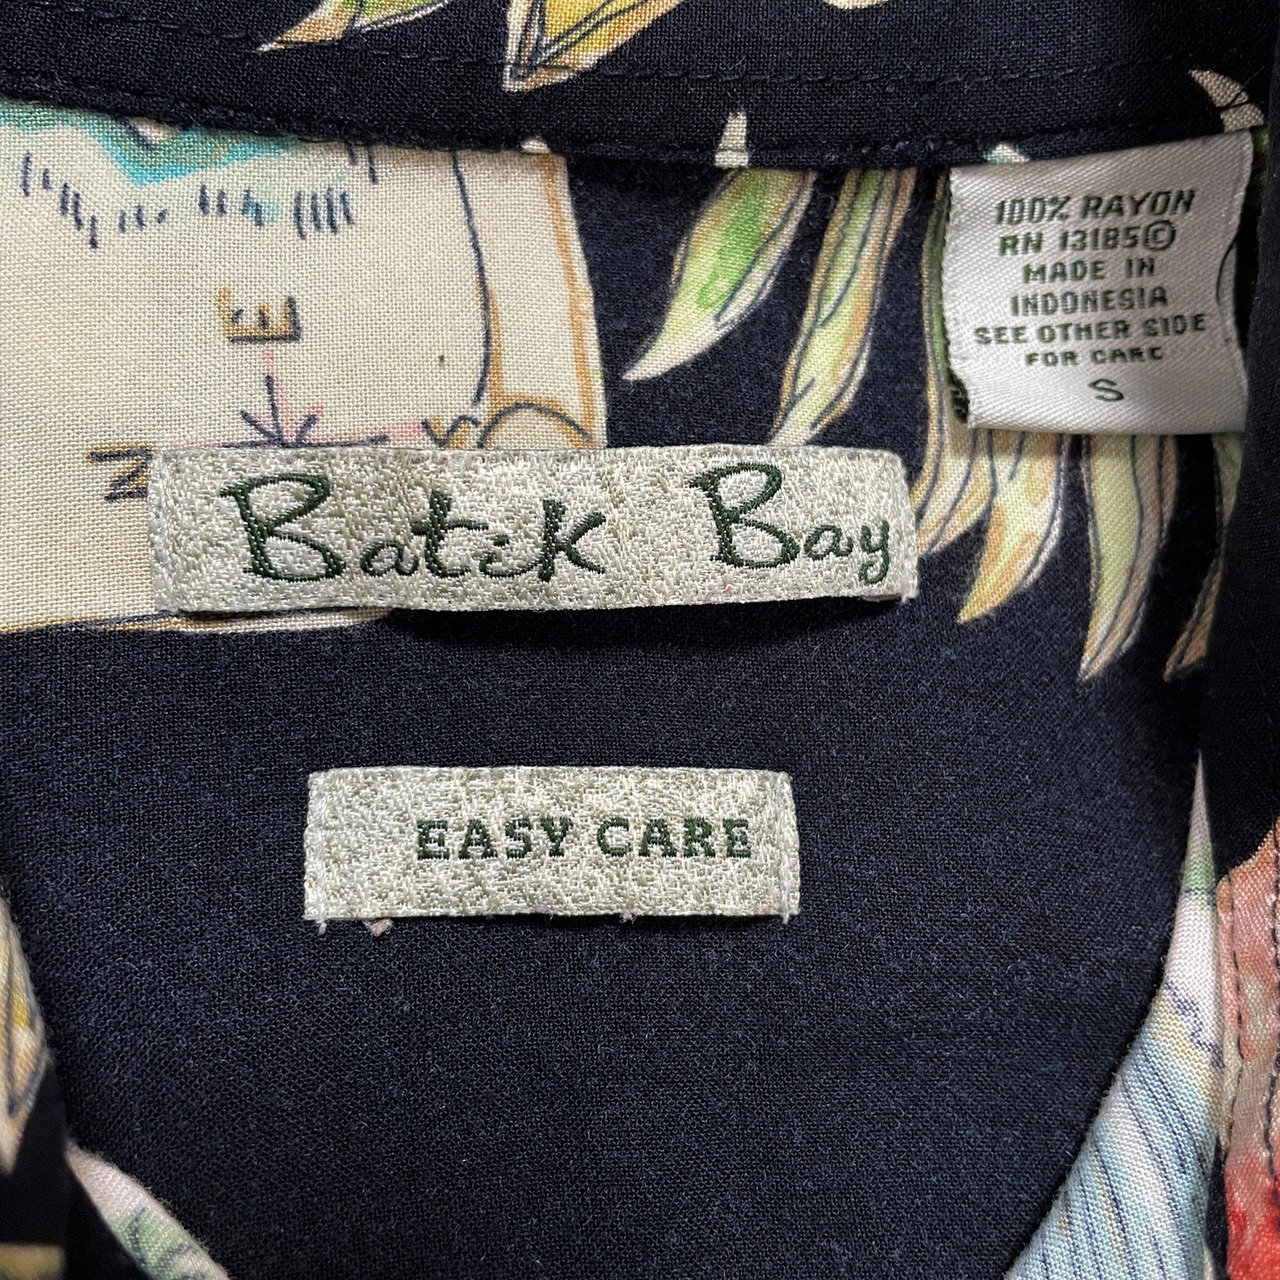 100% RAYON
RN 13185©
MADE IN
INDONESIA
SEE OTHER SIDE
FOR CARE
S
E
N
Batik Bay
EASY CARE